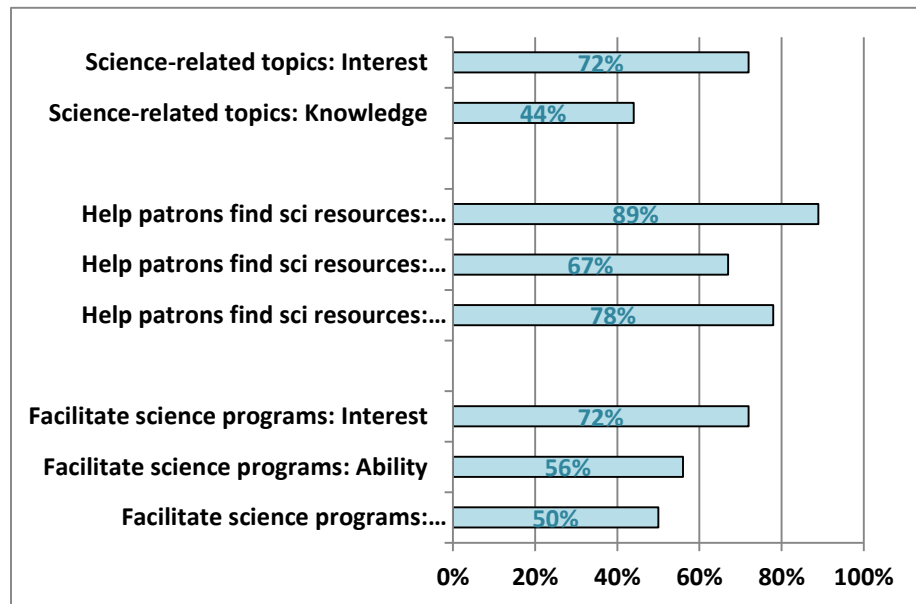 Science-related topics: Interest 72%
Science-related topics: Knowledge 44%
Help patrons find sci resources:... 89%
Help patrons find sci resources:... 67%
Help patrons find sci resources:... 78%
Facilitate science programs: Interest 72%
Facilitate science programs: Ability 56%
Facilitate science programs:... 50%
0% 20% 40% 60% 80% 100%